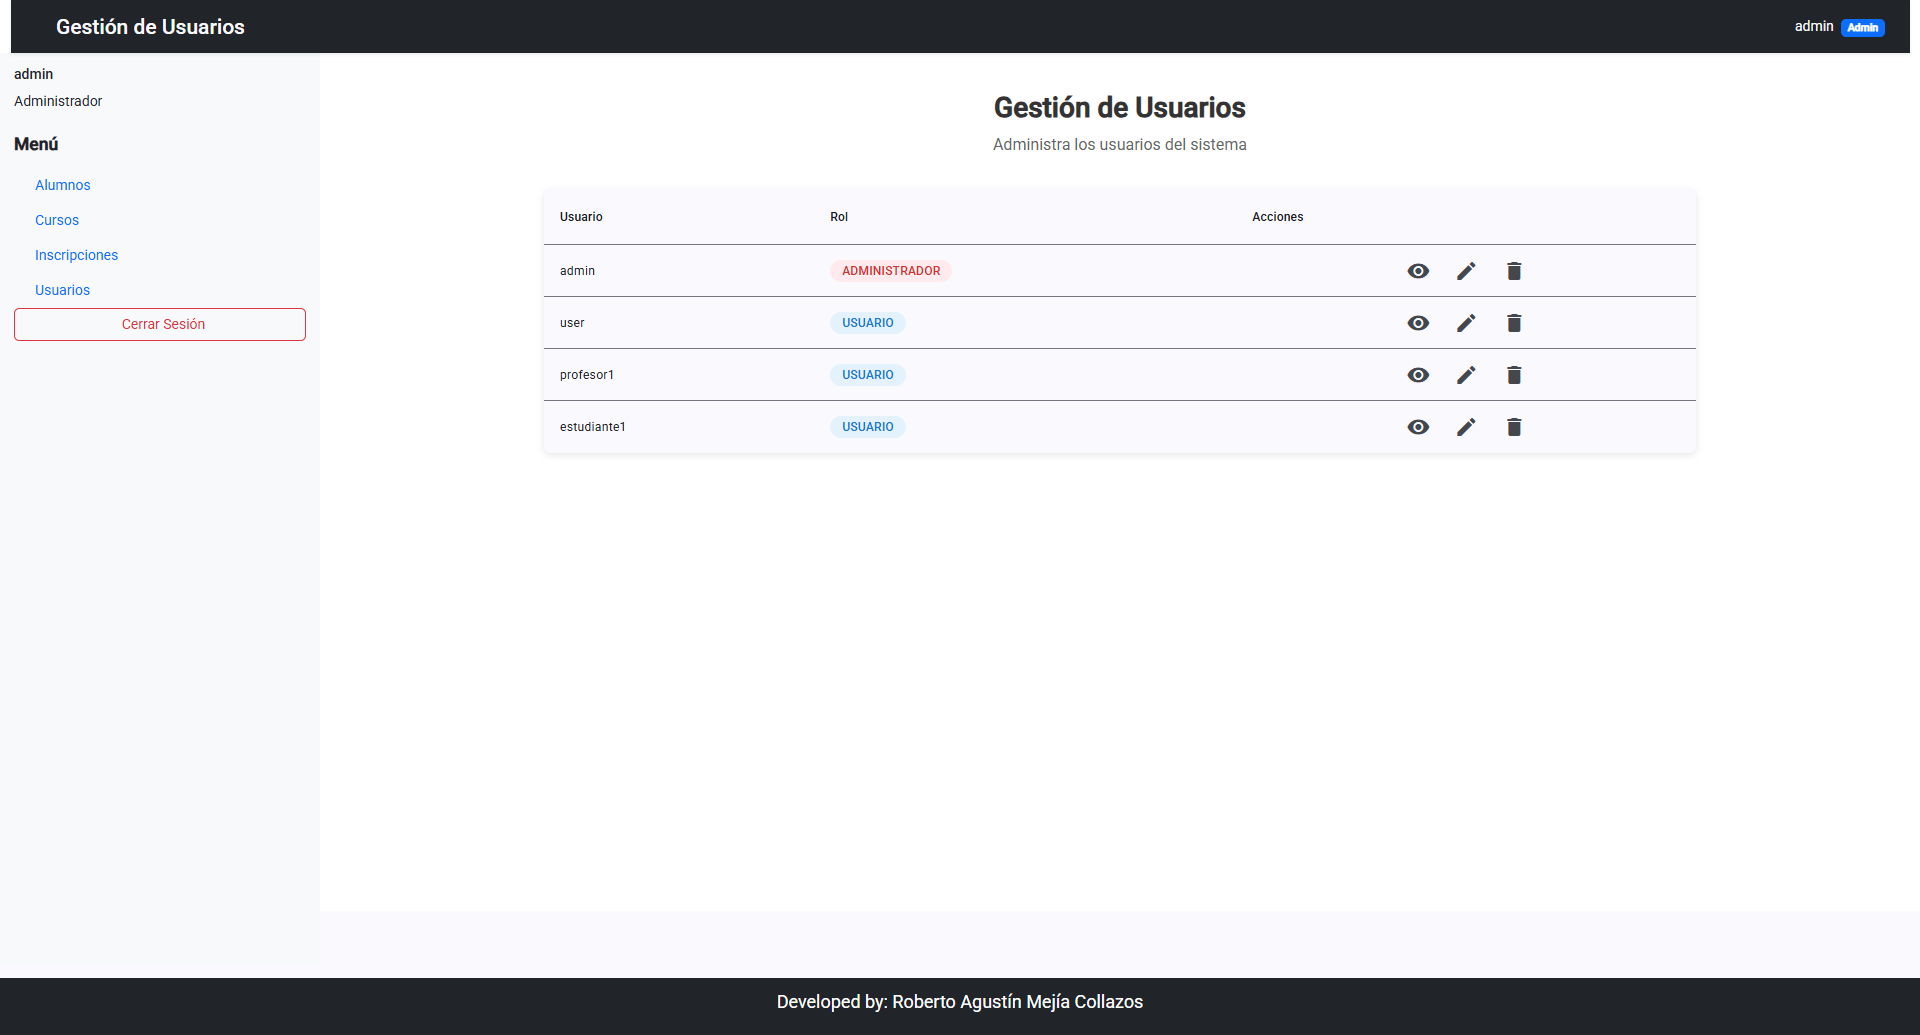 Gestión de Usuarios
admin Admin
admin
Administrador
Menú
Alumnos
Cursos
Inscripciones
Usuarios
Cerrar Sesión
Gestión de Usuarios
Administra los usuarios del sistema
Usuario Rol Acciones
admin ADMINISTRADOR
user USUARIO
profesor1 USUARIO
estudiante1 USUARIO
Developed by: Roberto Agustín Mejía Collazos